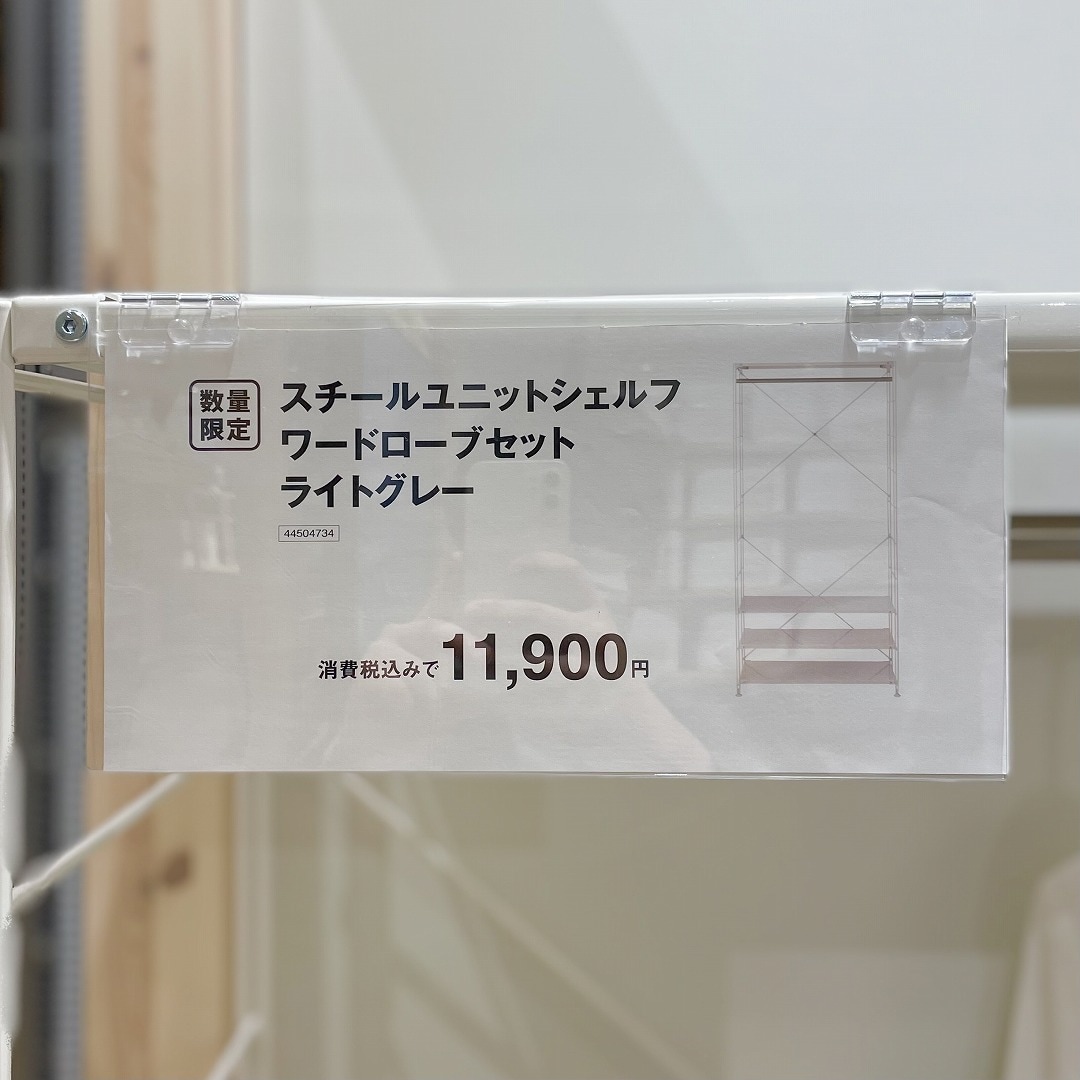 数量
限定
スチールユニットシェルフ
ワードローブセット
ライトグレー
44504734
消費税込みで11,900円